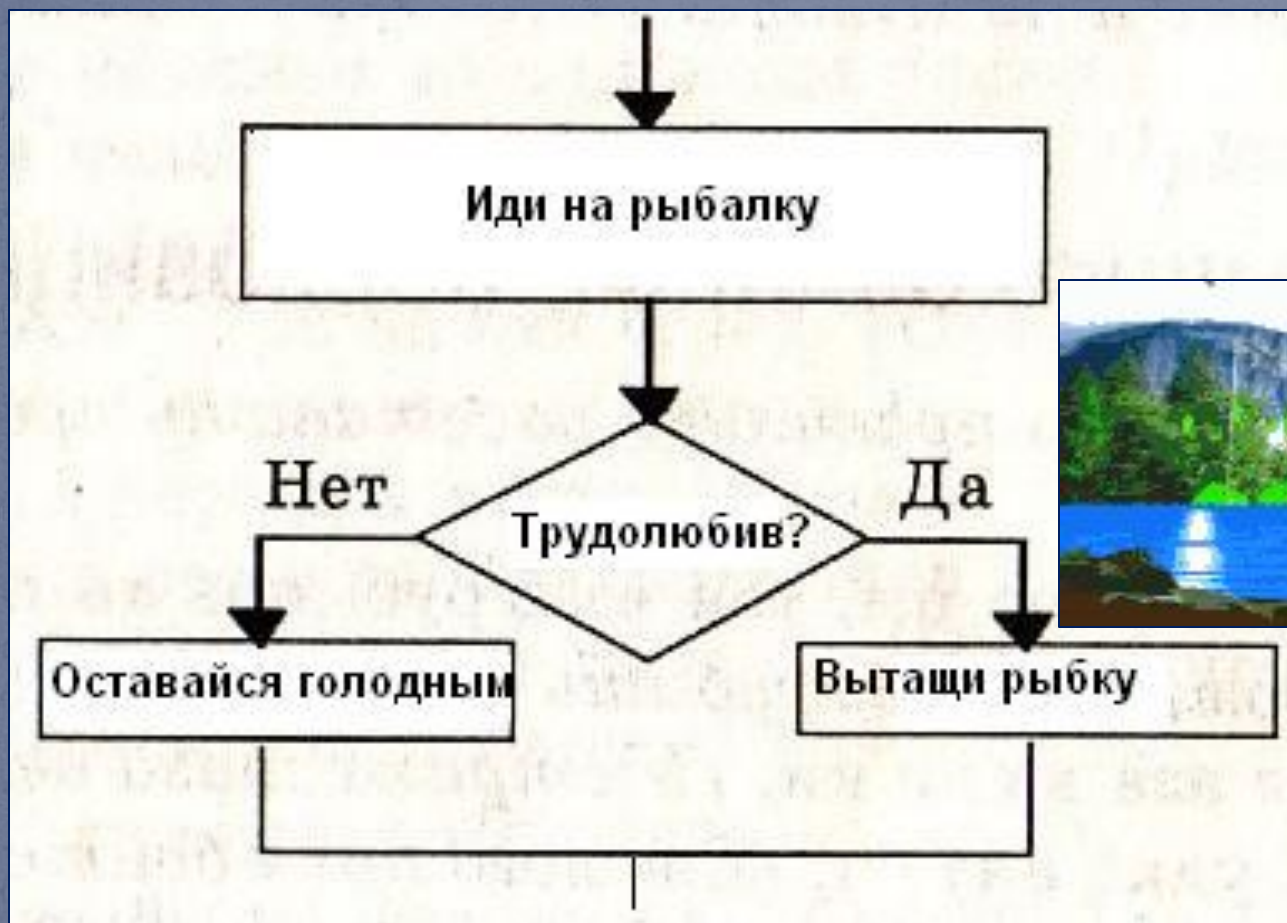 Иди на рыбалку
Нет
Да
Трудолюбив?
Оставайся голодным
Вытащи рыбку